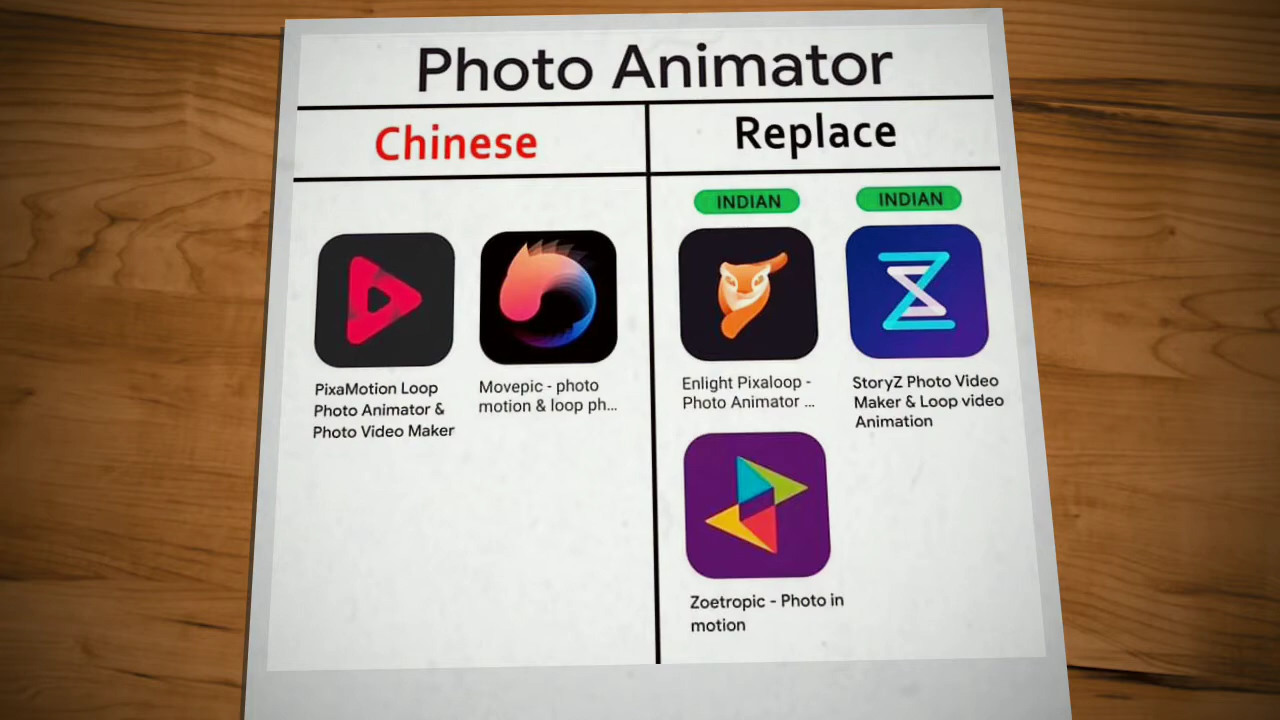 Photo Animator
Chinese
Replace
INDIAN
INDIAN
PixaMotion Loop
Photo Animator &
Photo Video Maker
Movepic - photo
motion & loop ph...
Enlight Pixaloop -
Photo Animator ...
StoryZ Photo Video
Maker & Loop video
Animation
Zoetropic - Photo in
motion